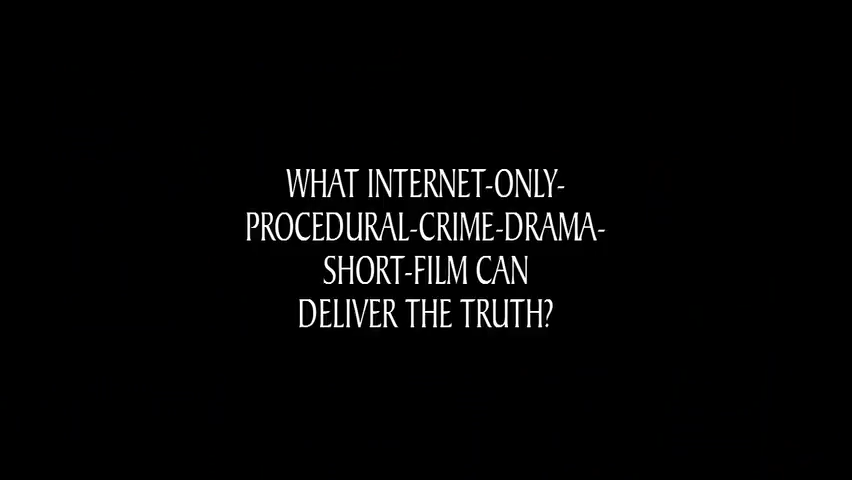 WHAT INTERNET-ONLY-
PROCEDURAL-CRIME-DRAMA-
SHORT-FILM CAN
DELIVER THE TRUTH?